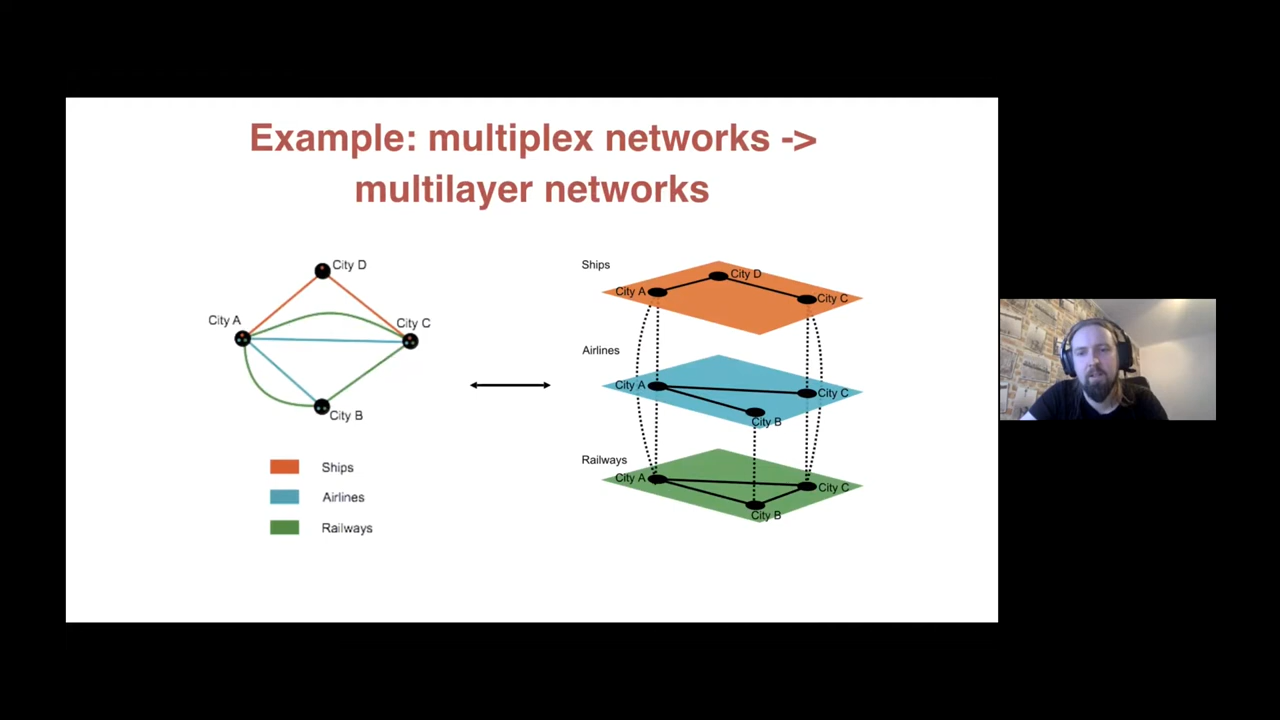 Example: multiplex networks ->
multilayer networks
City D
City A
City C
City B
Ships
Airlines
Railways
Ships
City D
City A
City C
Airlines
City A
City C
City B
Railways
City A
City C
City B